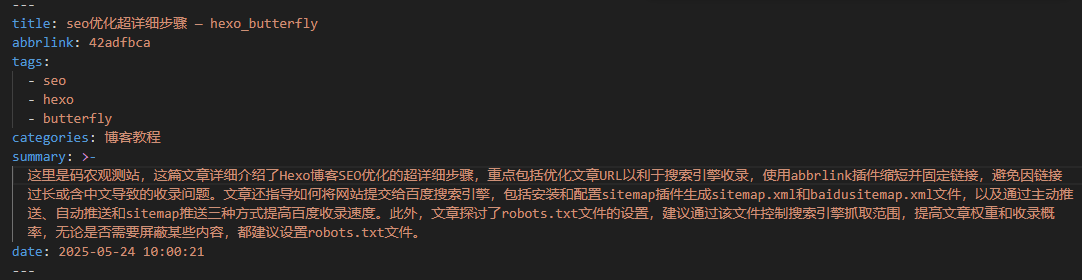 ---
title: seo优化超详细步骤 — hexo_butterfly
abbrlink: 42adfbca
tags:
- seo
- hexo
- butterfly
categories: 博客教程
summary: >-
这里是码农观测站，这篇文章详细介绍了Hexo博客SEO优化的超详细步骤，重点包括优化文章URL以利于搜索引擎收录，使用abbrlink插件缩短并固定链接，避免因链接
过长或含中文导致的收录问题。文章还指导如何将网站提交给百度搜索引擎，包括安装和配置sitemap插件生成sitemap.xml和baidusitemap.xml文件，以及通过主动推
送、自动推送和sitemap推送三种方式提高百度收录速度。此外，文章探讨了robots.txt文件的设置，建议通过该文件控制搜索引擎抓取范围，提高文章权重和收录概
率，无论是否需要屏蔽某些内容，都建议设置robots.txt文件。
date: 2025-05-24 10:00:21
---